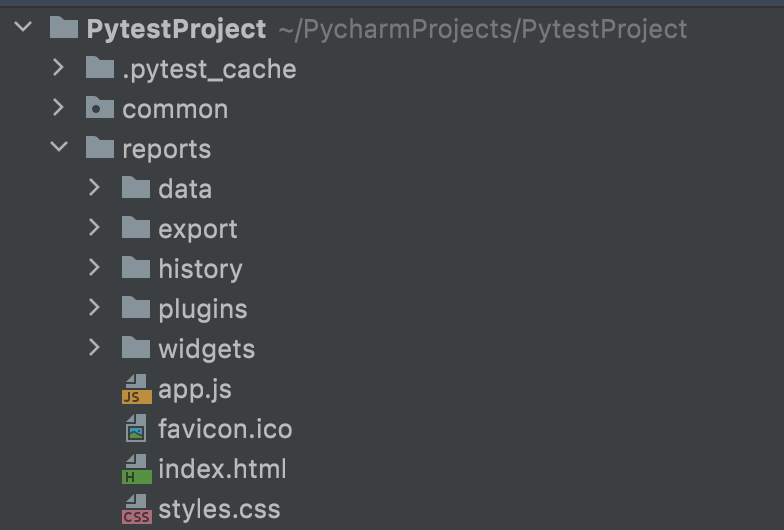 PytestProject ~/PycharmProjects/PytestProject
.pytest_cache
common
reports
data
export
history
plugins
widgets
JS app.js
favicon.ico
H index.html
CSS styles.css